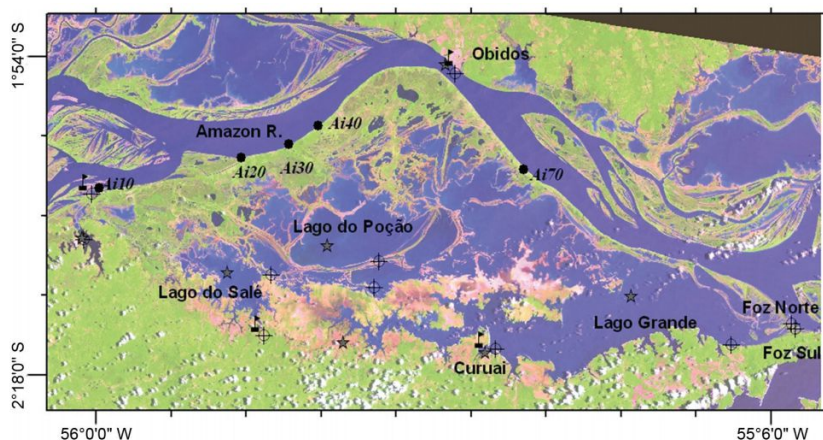 1°54'0" S
Obidos
Amazon R.
Ai40
Ai30
Ai20
Ai70
Ai10
Lago do Poção
Lago do Salé
Lago Grande
Foz Norte
Foz Sul
Curuai
2°18'0" S
56°0'0" W
55°6'0" W